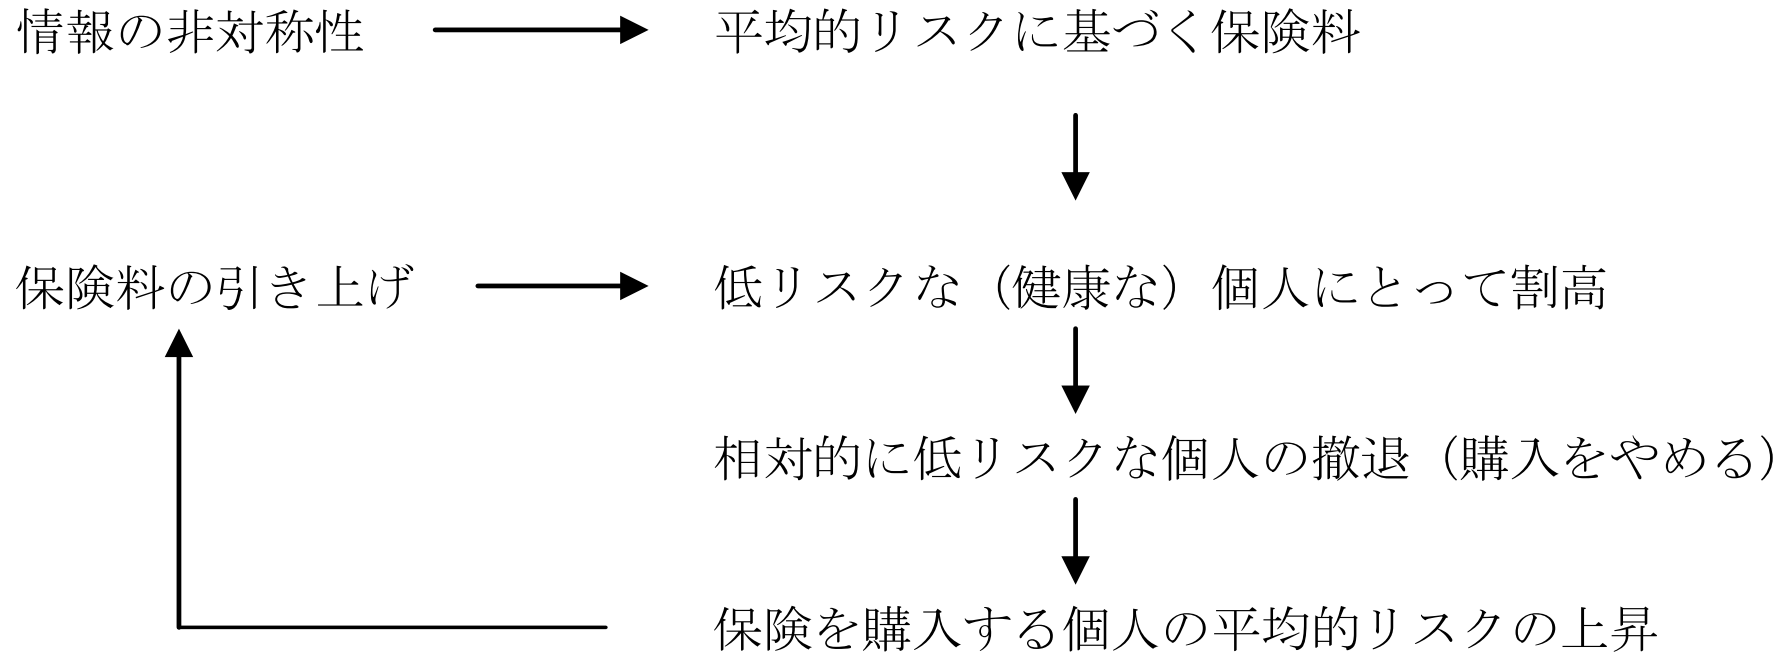 情報の非対称性
平均的リスクに基づく保険料
保険料の引き上げ
低リスクな（健康な）個人にとって割高
相対的に低リスクな個人の撤退（購入をやめる）
保険を購入する個人の平均的リスクの上昇